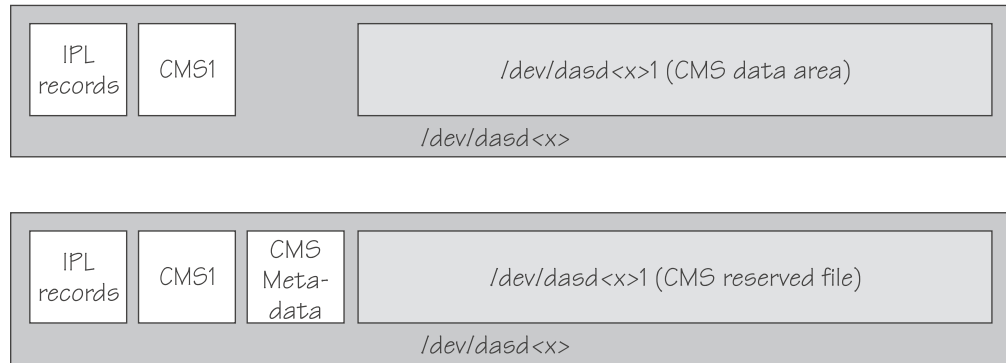 IPL
records
CMS1
/dev/dasd<x>1 (CMS data area)
/dev/dasd<x>
IPL
records
CMS1
CMS
Meta-
data
/dev/dasd<x>1 (CMS reserved file)
/dev/dasd<x>